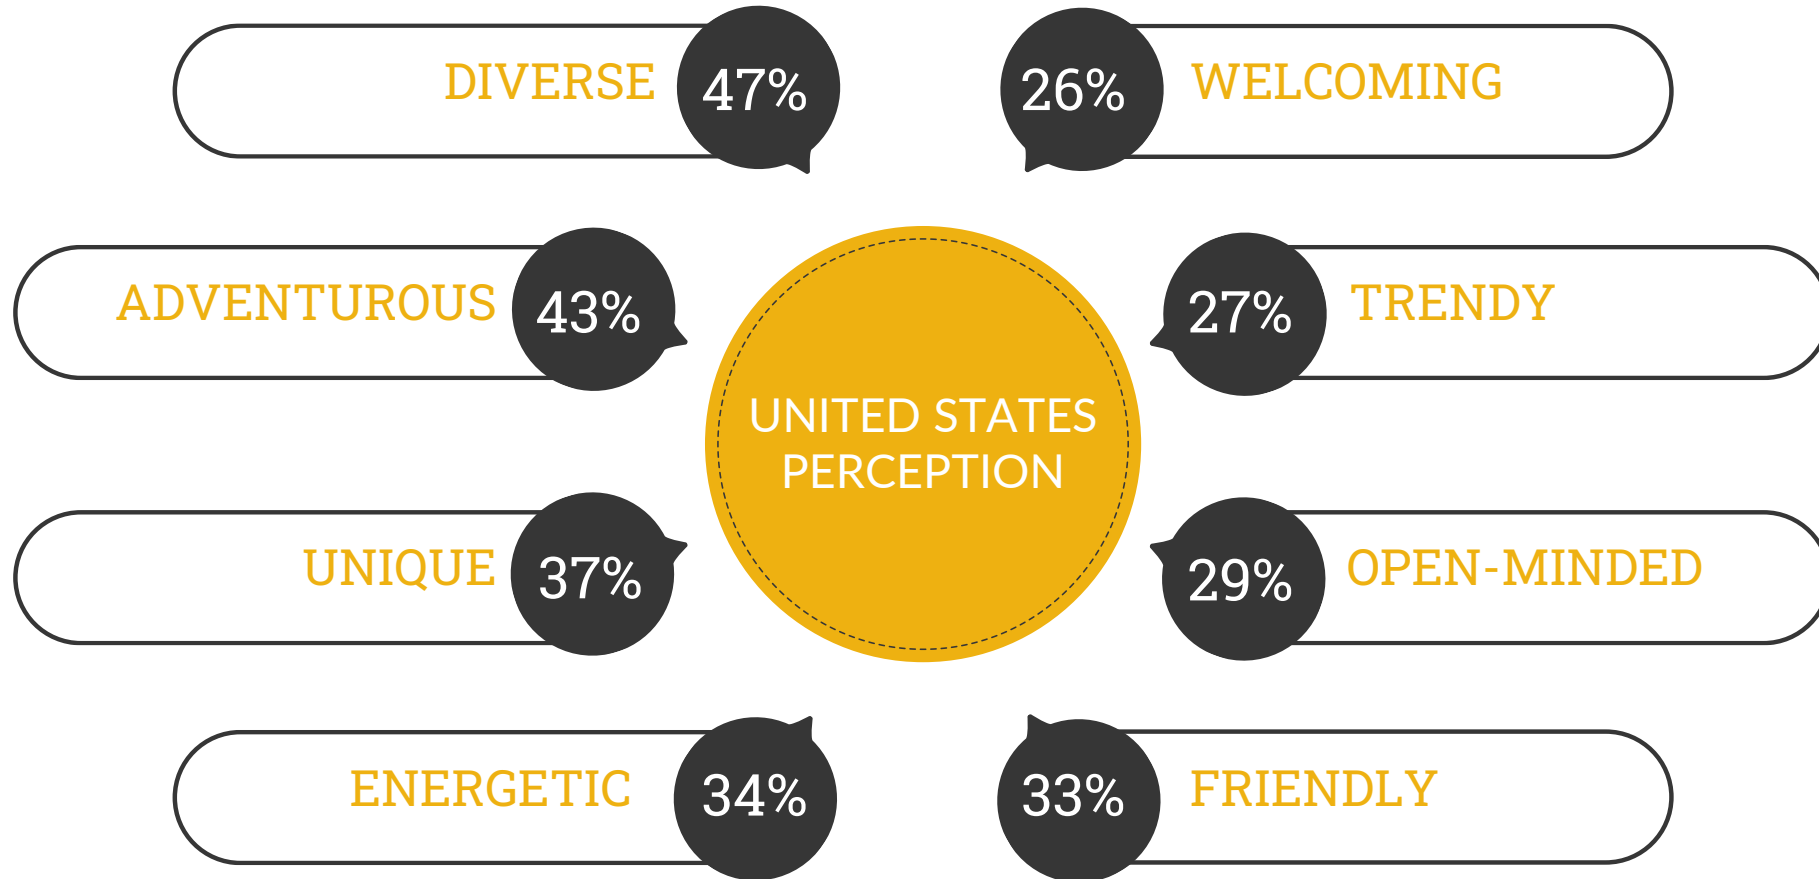 DIVERSE 47%
26% WELCOMING
ADVENTUROUS 43%
27% TRENDY
UNITED STATES
PERCEPTION
UNIQUE 37%
29% OPEN-MINDED
ENERGETIC 34%
33% FRIENDLY